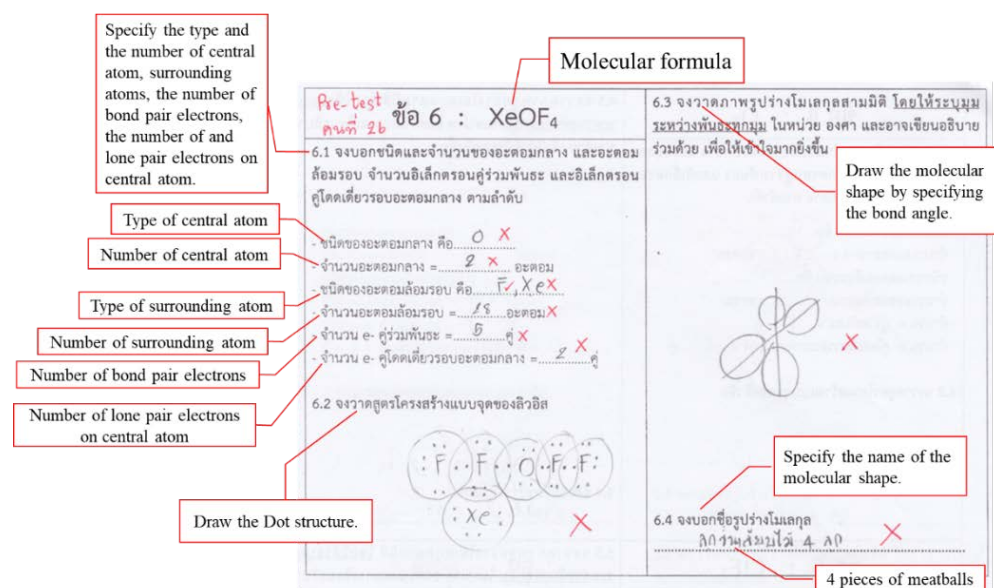 Specify the type and
the number of central
atom, surrounding
atoms, the number of
bond pair electrons,
the number of and
lone pair electrons on
central atom.
Molecular formula
Pre-test
คนที่ 26
ข้อ 6 : XeOF₄
6.1 จงบอกชนิดและจำนวนของอะตอมกลาง และอะตอม
ล้อมรอบ จำนวนอิเล็กตรอนคู่ร่วมพันธะ และอิเล็กตรอน
คู่โดดเดี่ยวรอบอะตอมกลาง ตามลำดับ
Type of central atom
- ชนิดของอะตอมกลาง คือ O ×
Number of central atom
- จำนวนอะตอมกลาง = 2 × อะตอม
Type of surrounding atom
- ชนิดของอะตอมล้อมรอบ คือ F✓, Xe×
Number of surrounding atom
- จำนวนอะตอมล้อมรอบ = 28 อะตอม×
Number of bond pair electrons
- จำนวน e- คู่ร่วมพันธะ = 5 คู่ ×
Number of lone pair electrons
on central atom
- จำนวน e- คู่โดดเดี่ยวรอบอะตอมกลาง = 2 × คู่
6.2 จงวาดสูตรโครงสร้างแบบจุดของลิวอิส
Draw the Dot structure.
F F O F F
Xe
×
6.3 จงวาดภาพรูปร่างโมเลกุลสามมิติ โดยให้ระบุมุม
ระหว่างพันธะทุกมุม ในหน่วย องศา และอาจเขียนอธิบาย
ร่วมด้วย เพื่อให้เข้าใจมากยิ่งขึ้น
Draw the molecular
shape by specifying
the bond angle.
×
Specify the name of the
molecular shape.
6.4 จงบอกชื่อรูปร่างโมเลกุล
4 ลูก ×
4 pieces of meatballs